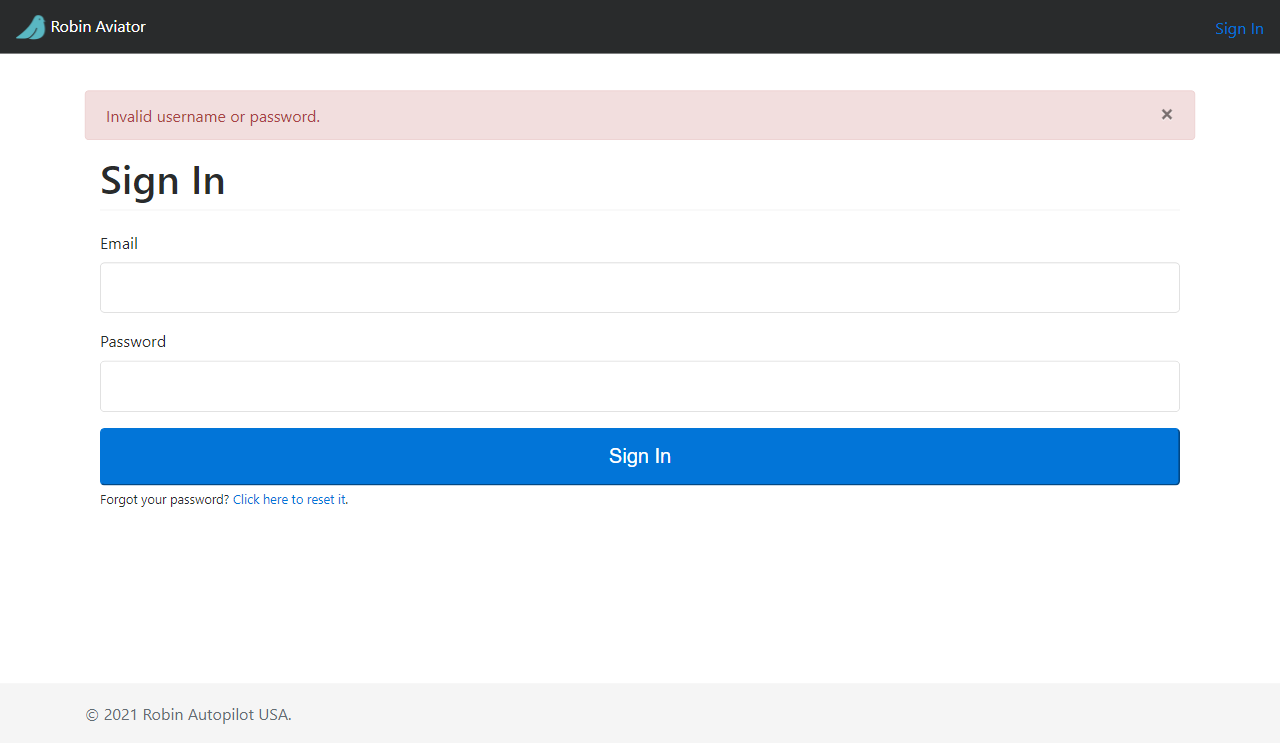 Robin Aviator
Sign In
Invalid username or password.
×
Sign In
Email
Password
Sign In
Forgot your password? Click here to reset it.
© 2021 Robin Autopilot USA.